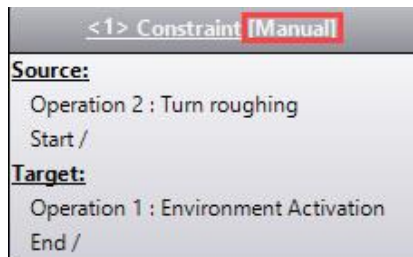 <1> Constraint [Manual]
Source:
Operation 2 : Turn roughing
Start /
Target:
Operation 1 : Environment Activation
End /